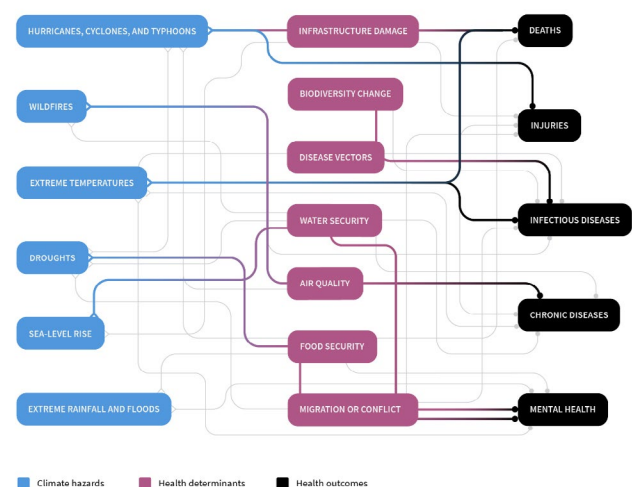 HURRICANES, CYCLONES, AND TYPHOONS
INFRASTRUCTURE DAMAGE
DEATHS
WILDFIRES
BIODIVERSITY CHANGE
INJURIES
DISEASE VECTORS
EXTREME TEMPERATURES
WATER SECURITY
INFECTIOUS DISEASES
DROUGHTS
AIR QUALITY
CHRONIC DISEASES
SEA-LEVEL RISE
FOOD SECURITY
EXTREME RAINFALL AND FLOODS
MIGRATION OR CONFLICT
MENTAL HEALTH
Climate hazards
Health determinants
Health outcomes